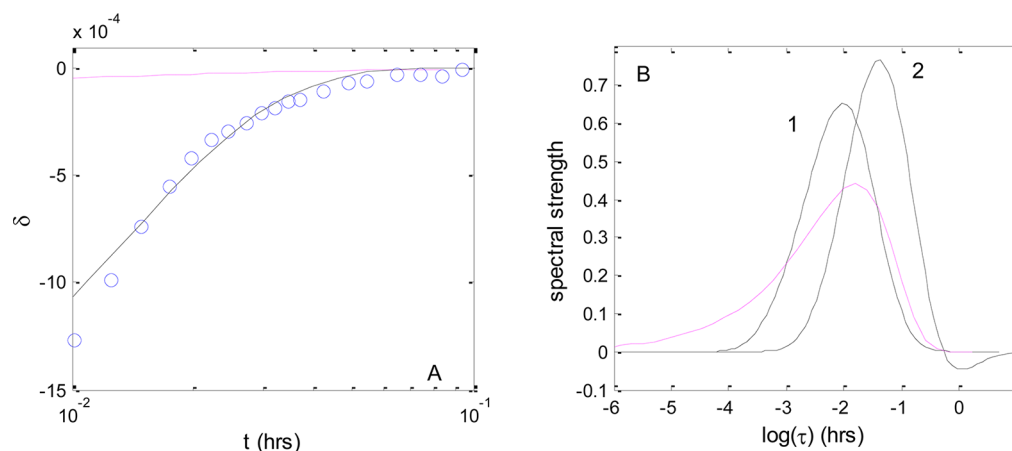 x 10⁻⁴
0
-5
-10
-15
δ
10⁻²
10⁻¹
t (hrs)
A
B
1
2
0.7
0.6
0.5
0.4
0.3
0.2
0.1
0
-0.1
spectral strength
-6 -5 -4 -3 -2 -1 0
log(τ) (hrs)